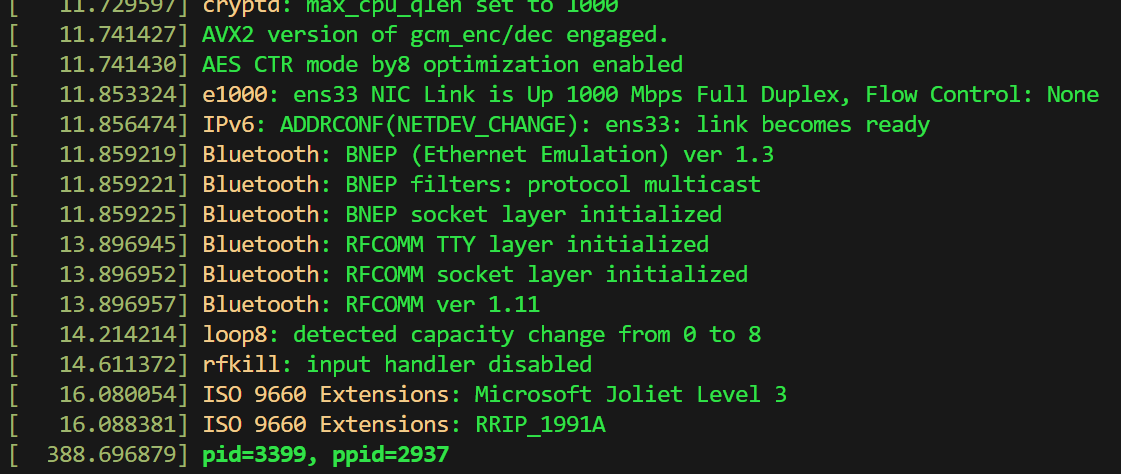 [   11.729597] cryptd: max_cpu_qlen set to 1000
[   11.741427] AVX2 version of gcm_enc/dec engaged.
[   11.741430] AES CTR mode by8 optimization enabled
[   11.853324] e1000: ens33 NIC Link is Up 1000 Mbps Full Duplex, Flow Control: None
[   11.856474] IPv6: ADDRCONF(NETDEV_CHANGE): ens33: link becomes ready
[   11.859219] Bluetooth: BNEP (Ethernet Emulation) ver 1.3
[   11.859221] Bluetooth: BNEP filters: protocol multicast
[   11.859225] Bluetooth: BNEP socket layer initialized
[   13.896945] Bluetooth: RFCOMM TTY layer initialized
[   13.896952] Bluetooth: RFCOMM socket layer initialized
[   13.896957] Bluetooth: RFCOMM ver 1.11
[   14.214214] loop8: detected capacity change from 0 to 8
[   14.611372] rfkill: input handler disabled
[   16.080054] ISO 9660 Extensions: Microsoft Joliet Level 3
[   16.088381] ISO 9660 Extensions: RRIP_1991A
[  388.696879] pid=3399, ppid=2937